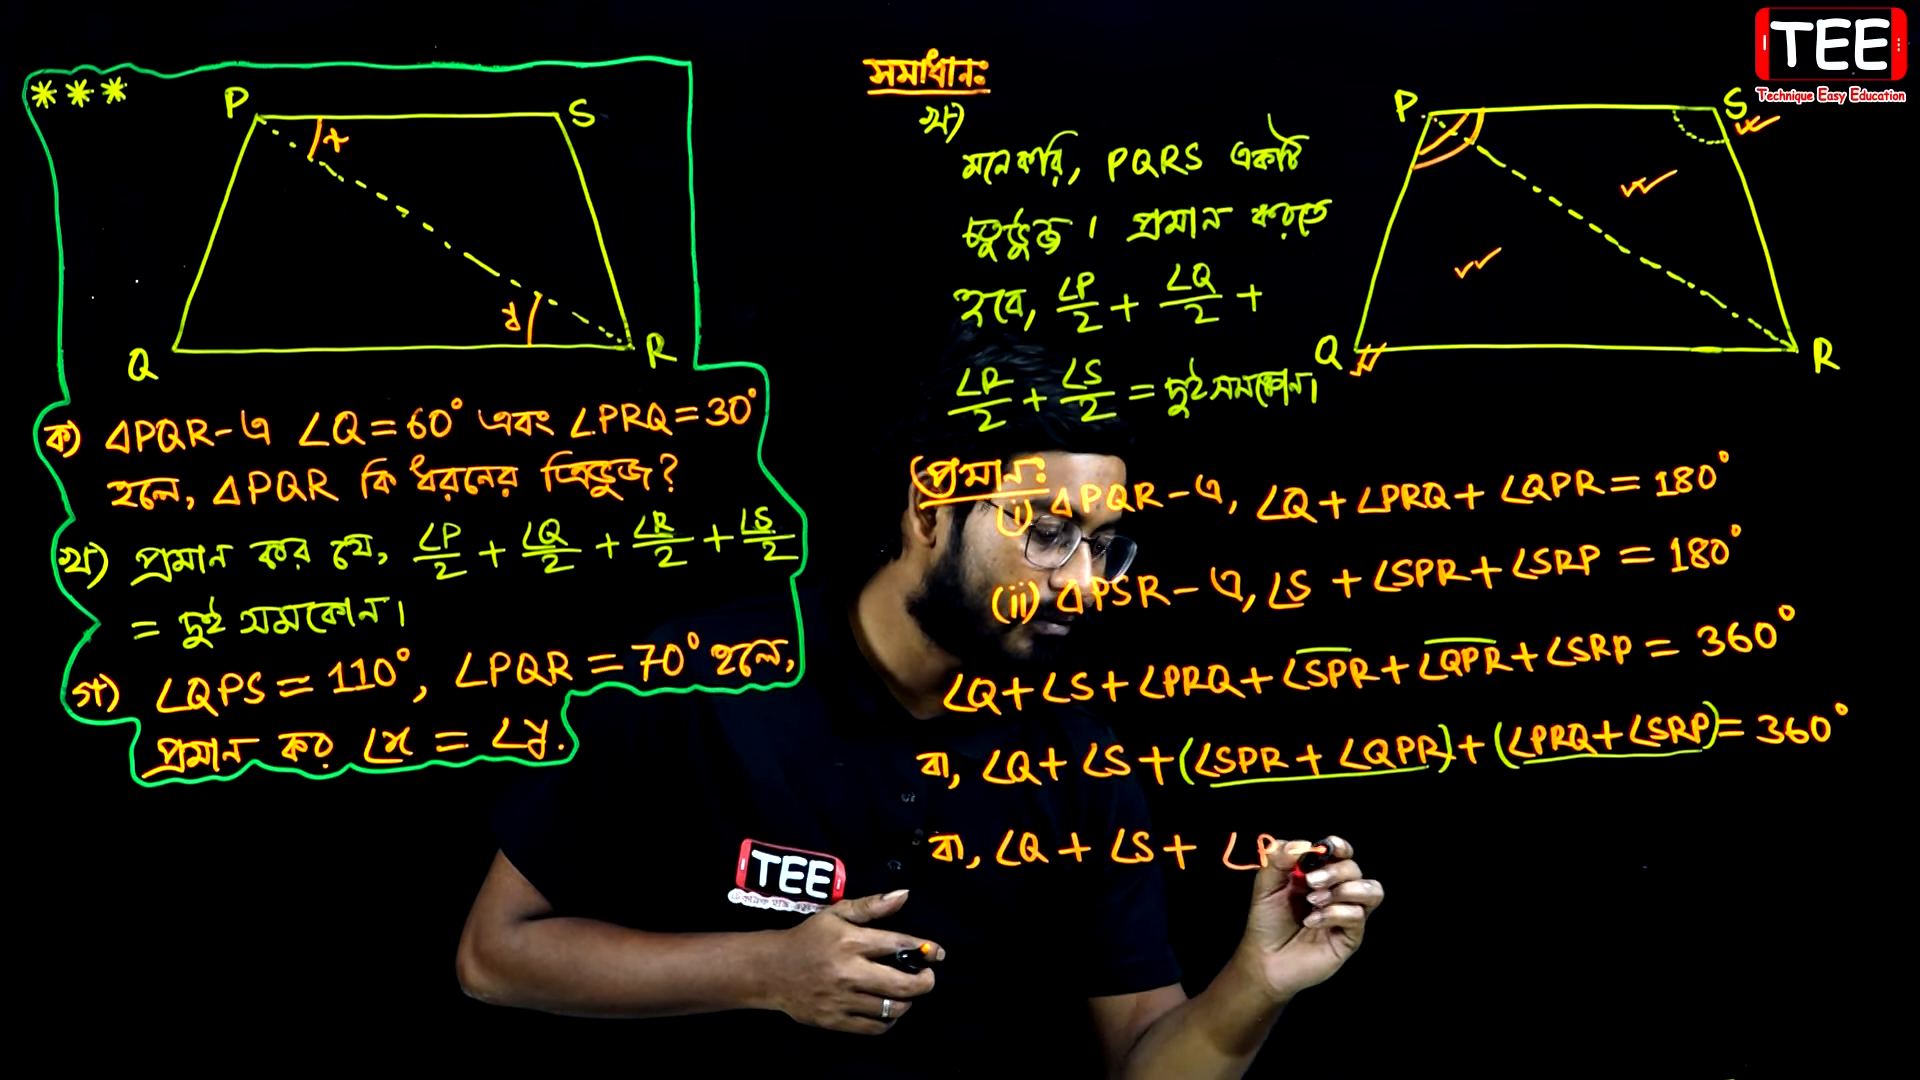 ***
P
S
x
y
Q
R
ক) ΔPQR-এ ∠Q = 60° এবং ∠PRQ = 30°
হলে, ΔPQR কি ধরনের ত্রিভুজ?
খ) প্রমান কর যে, ∠P/2 + ∠Q/2 + ∠R/2 + ∠S/2
= দুই সমকোন।
গ) ∠QPS = 110°, ∠PQR = 70° হলে,
প্রমান কর ∠x = ∠y.
সমাধানঃ
খ)
মনেকরি, PQRS একটি
চতুর্ভুজ। প্রমান করতে
হবে, ∠P/2 + ∠Q/2 +
∠R/2 + ∠S/2 = দুই সমকোন।
P
S
Q
R
প্রমানঃ
(i) ΔPQR-এ, ∠Q + ∠PRQ + ∠QPR = 180°
(ii) ΔPSR-এ, ∠S + ∠SPR + ∠SRP = 180°
∠Q + ∠S + ∠PRQ + ∠SPR + ∠QPR + ∠SRP = 360°
বা, ∠Q + ∠S + (∠SPR + ∠QPR) + (∠PRQ + ∠SRP) = 360°
বা, ∠Q + ∠S + ∠P
TEE
Technique Easy Education
TEE